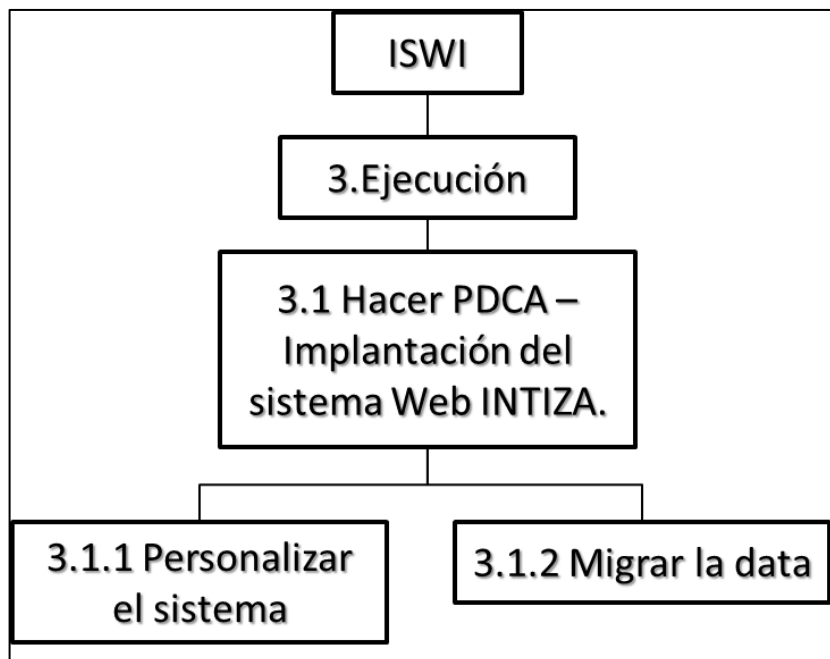 ISWI
3.Ejecución
3.1 Hacer PDCA –
Implantación del
sistema Web INTIZA.
3.1.1 Personalizar
el sistema
3.1.2 Migrar la data